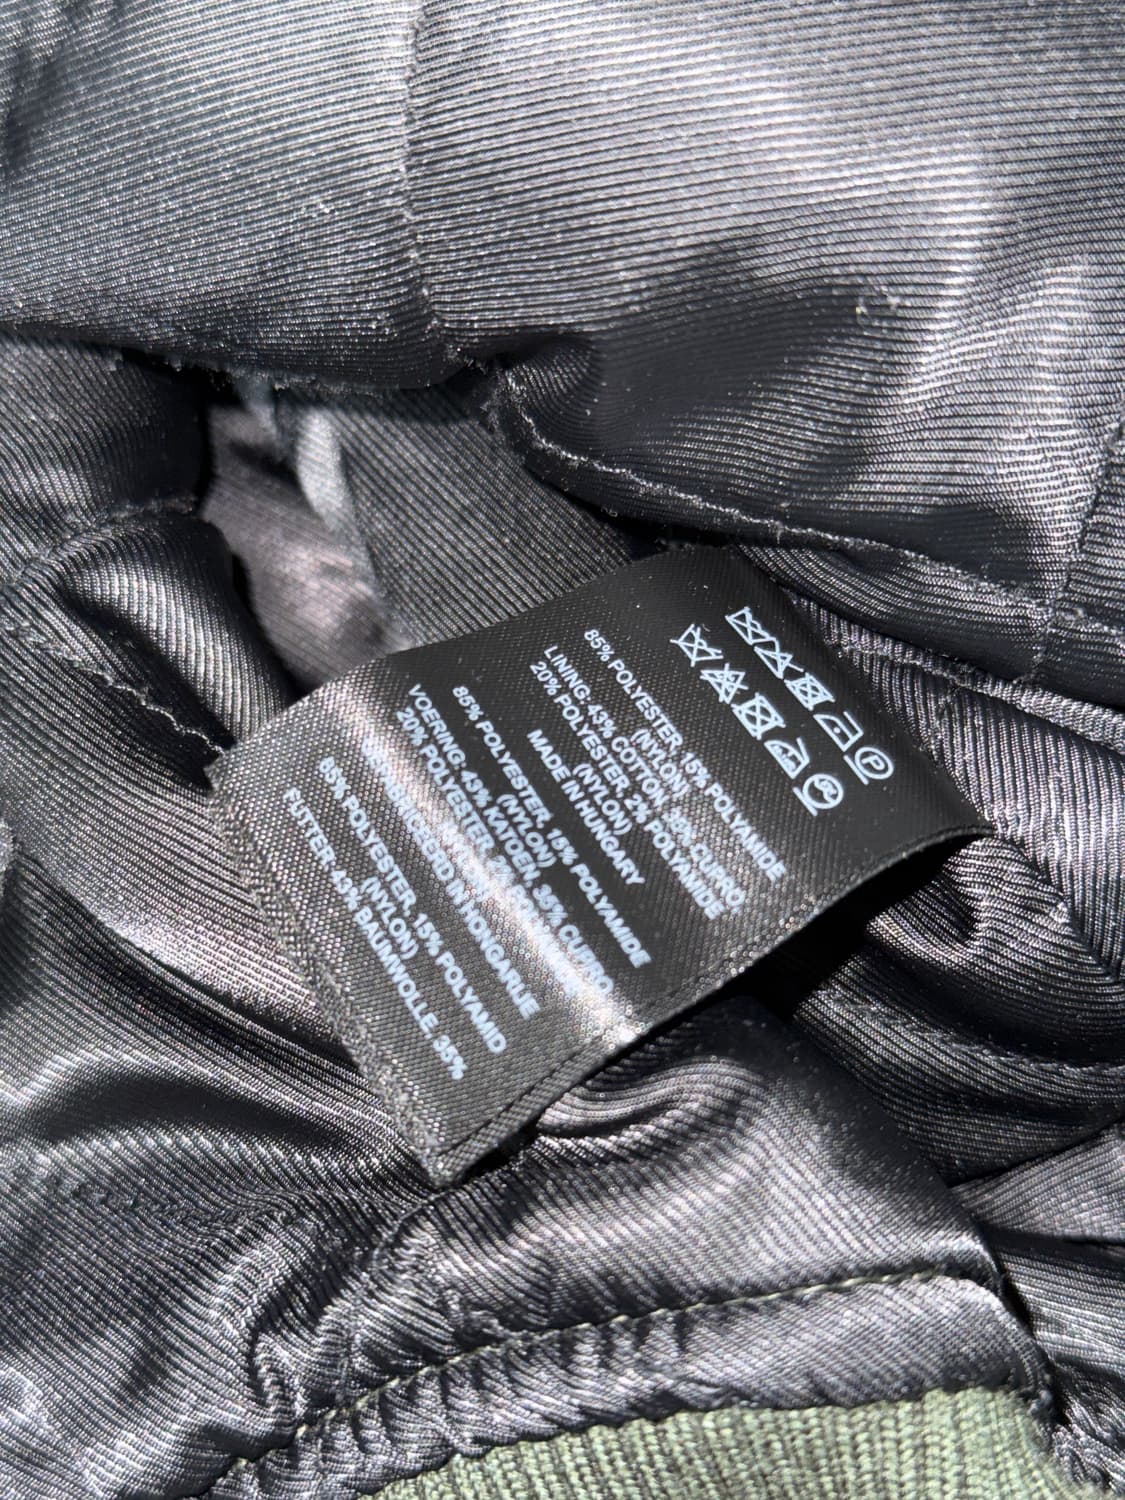 85% POLYESTER, 15% POLYAMIDE
(NYLON)
LINING: 43% COTTON, 35% CUPRO
20% POLYESTER, 2% POLYAMIDE
(NYLON)
MADE IN HUNGARY
85% POLYESTER, 15% POLYAMIDE
(NYLON)
VOERING: 43% KATOEN, 35% CUPRO
20% POLYESTER,
IN HONGARIJE
85% POLYESTER, 15% POLYAMID
(NYLON)
FUTTER: 43% BAUMWOLLE, 35%
P